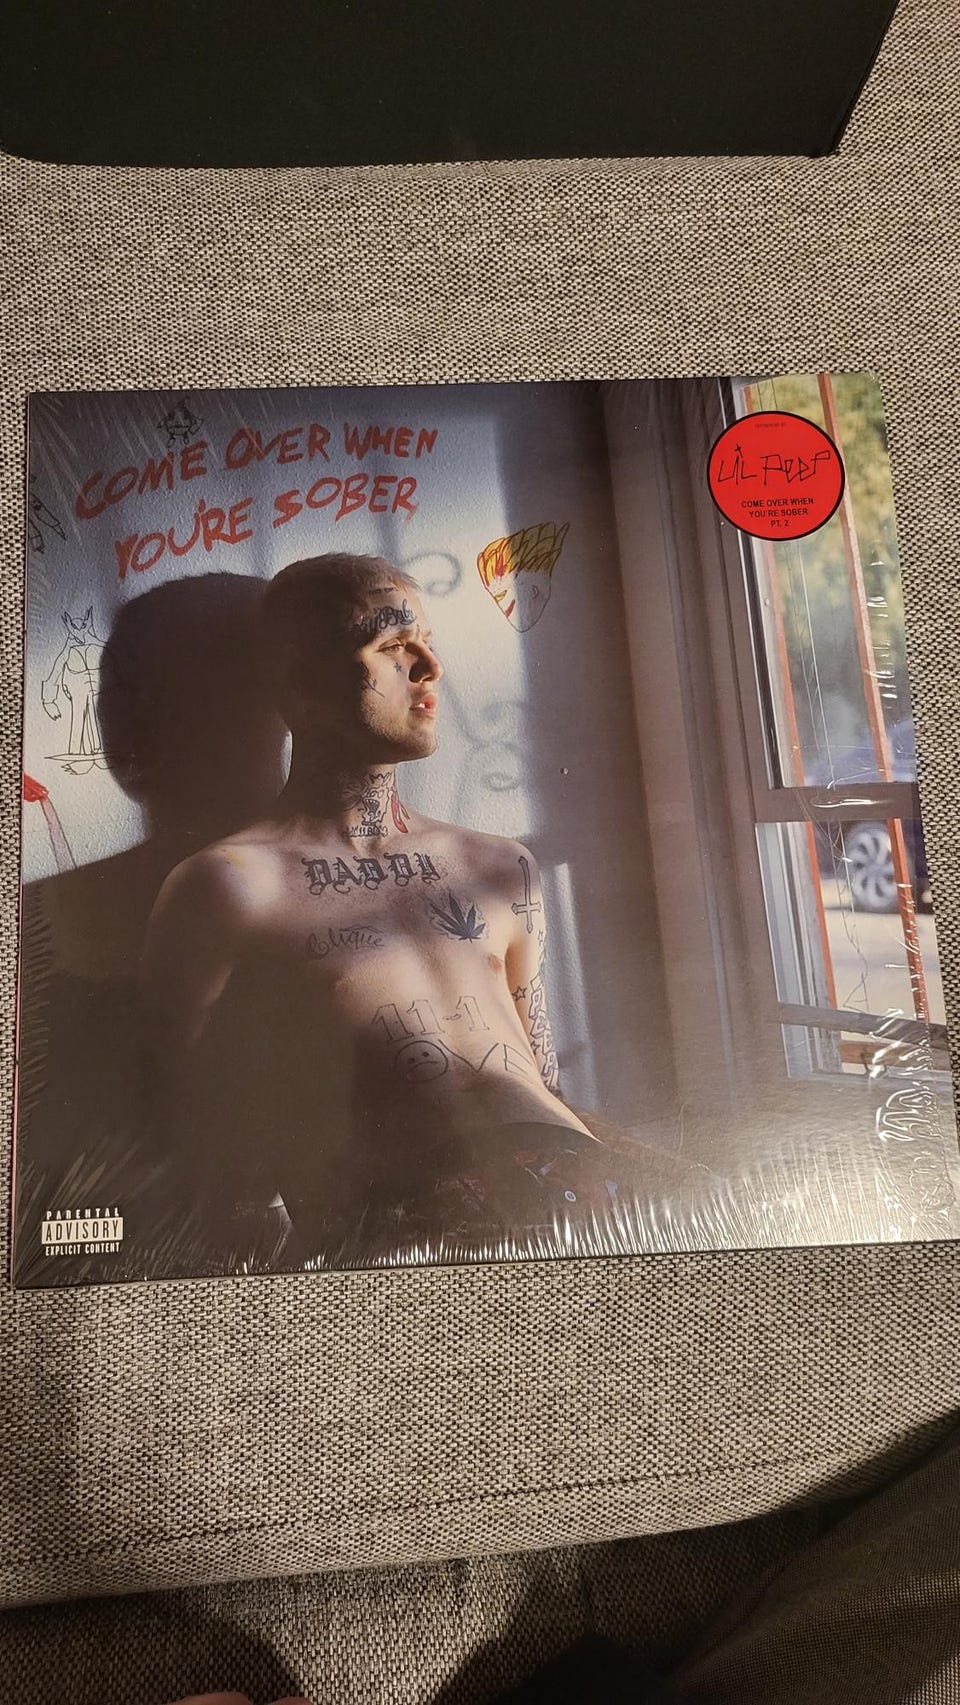 COME OVER WHEN
YOU'RE SOBER
LiL PEEP
COME OVER WHEN
YOU'RE SOBER
PT. 2
DADDY
Clique
11-1
PARENTAL
ADVISORY
EXPLICIT CONTENT